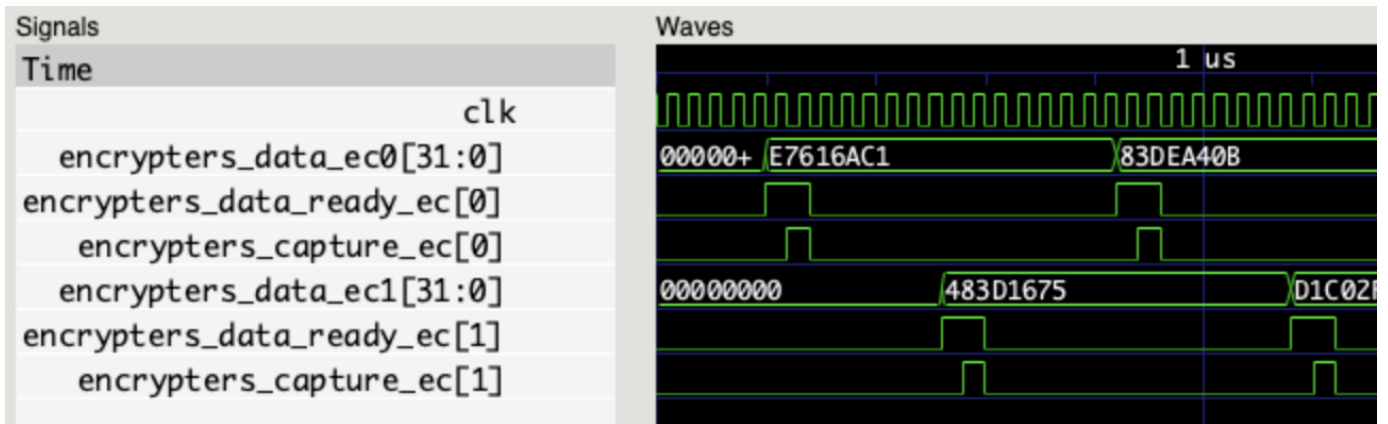 Signals Waves
Time 1 us
clk
encrypters_data_ec0[31:0] 00000+ E7616AC1 83DEA40B
encrypters_data_ready_ec[0]
encrypters_capture_ec[0]
encrypters_data_ec1[31:0] 00000000 483D1675 D1C02
encrypters_data_ready_ec[1]
encrypters_capture_ec[1]